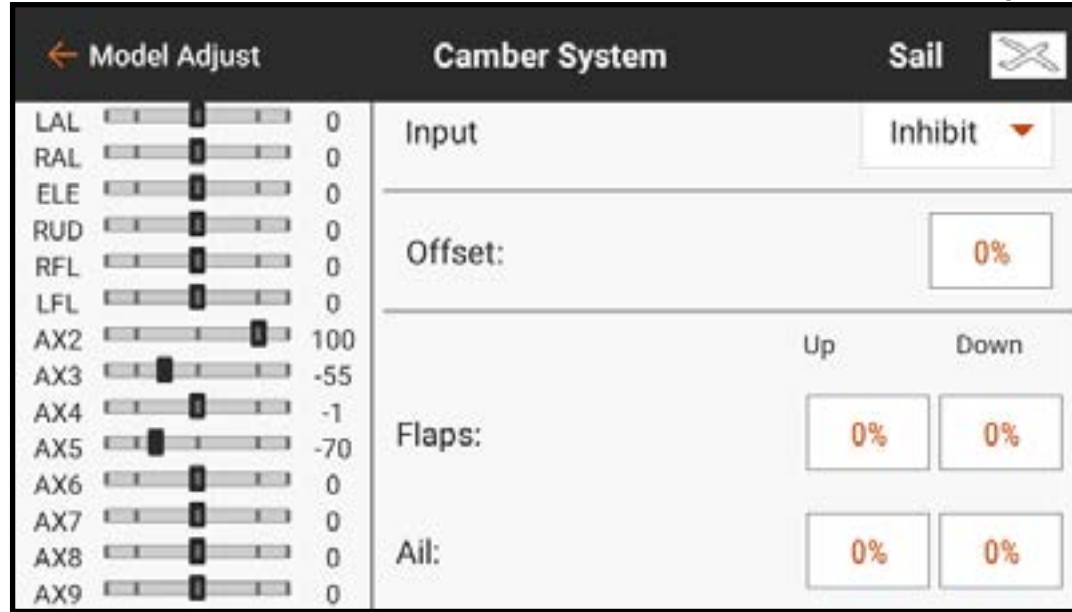 ← Model Adjust Camber System Sail
LAL 0
RAL 0
ELE 0
RUD 0
RFL 0
LFL 0
AX2 100
AX3 -55
AX4 -1
AX5 -70
AX6 0
AX7 0
AX8 0
AX9 0
Input Inhibit
Offset: 0%
Up Down
Flaps: 0% 0%
Ail: 0% 0%